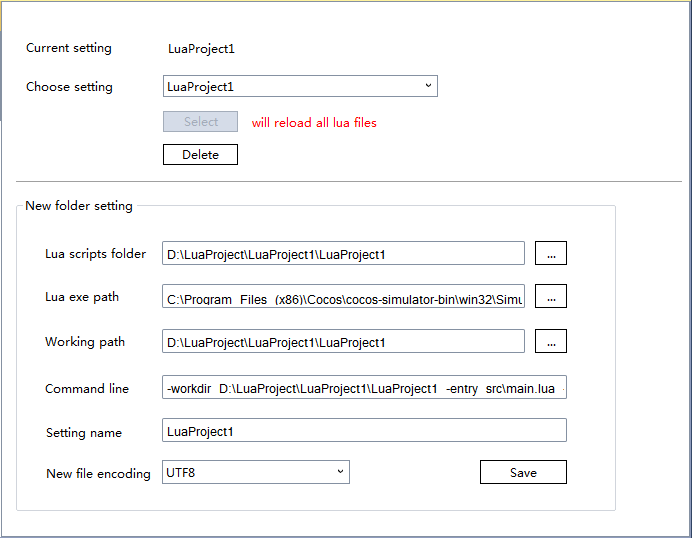 Current setting LuaProject1
Choose setting LuaProject1
Select will reload all lua files
Delete
New folder setting
Lua scripts folder D:\LuaProject\LuaProject1\LuaProject1 ...
Lua exe path C:\Program Files (x86)\Cocos\cocos-simulator-bin\win32\Simu ...
Working path D:\LuaProject\LuaProject1\LuaProject1 ...
Command line -workdir D:\LuaProject\LuaProject1\LuaProject1 -entry src\main.lua
Setting name LuaProject1
New file encoding UTF8 Save